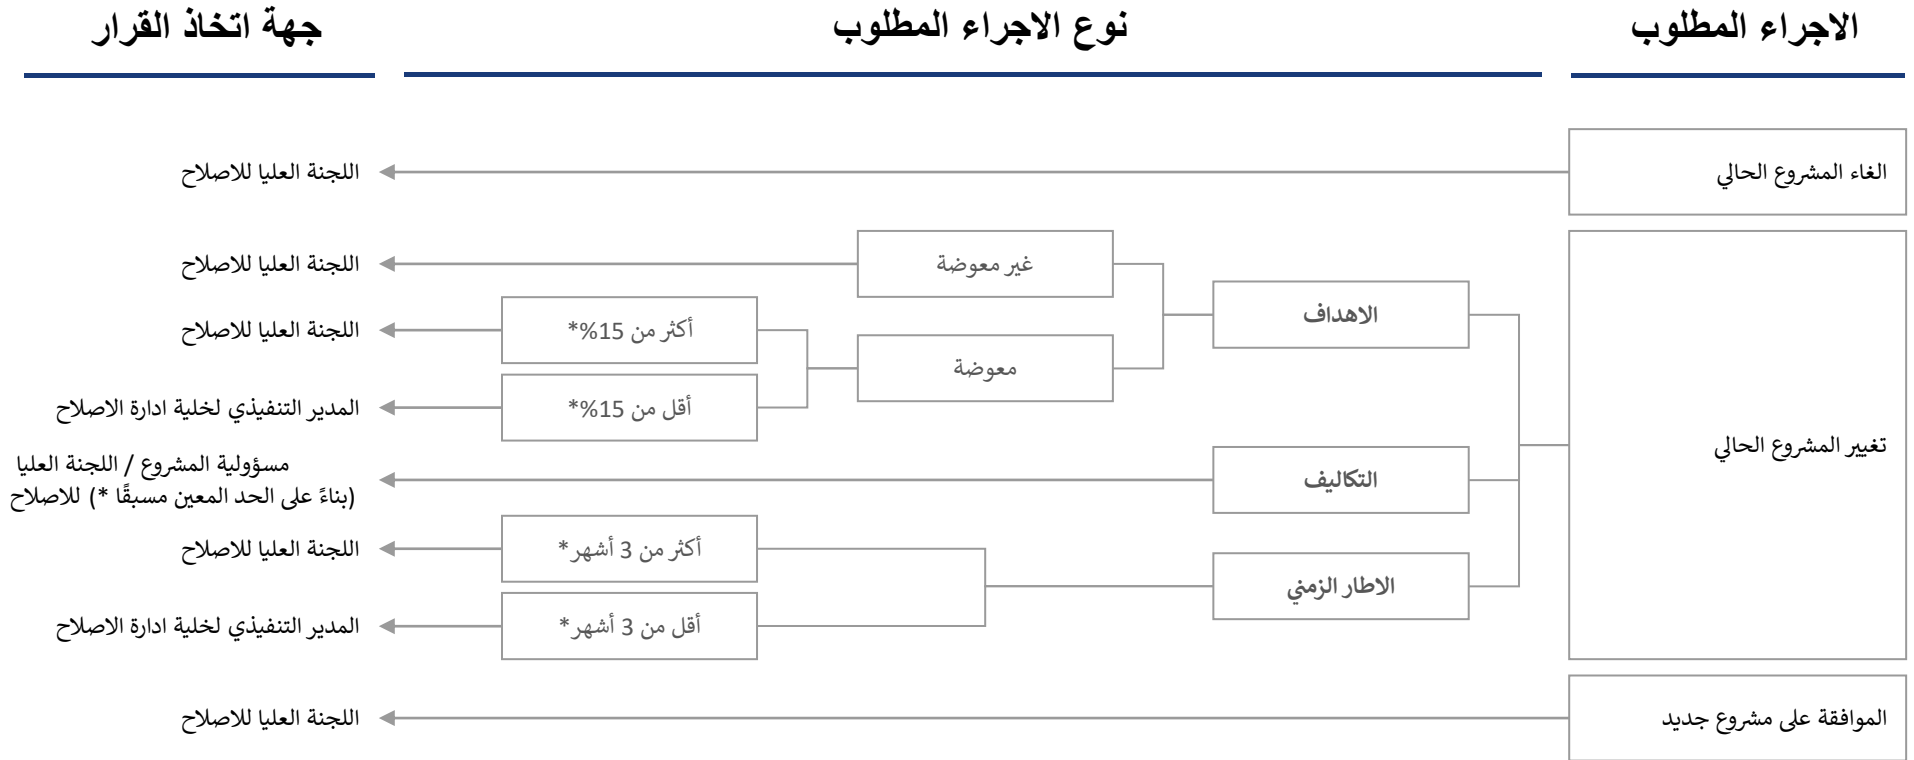 الاجراء المطلوب
نوع الاجراء المطلوب
جهة اتخاذ القرار
الغاء المشروع الحالي
اللجنة العليا للاصلاح
تغيير المشروع الحالي
الاهداف
غير معوضة
اللجنة العليا للاصلاح
معوضة
أكثر من 15%*
اللجنة العليا للاصلاح
أقل من 15%*
المدير التنفيذي لخلية ادارة الاصلاح
التكاليف
مسؤولية المشروع / اللجنة العليا
للاصلاح (* بناءً على الحد المعين مسبقًا)
الاطار الزمني
أكثر من 3 أشهر*
اللجنة العليا للاصلاح
أقل من 3 أشهر*
المدير التنفيذي لخلية ادارة الاصلاح
الموافقة على مشروع جديد
اللجنة العليا للاصلاح